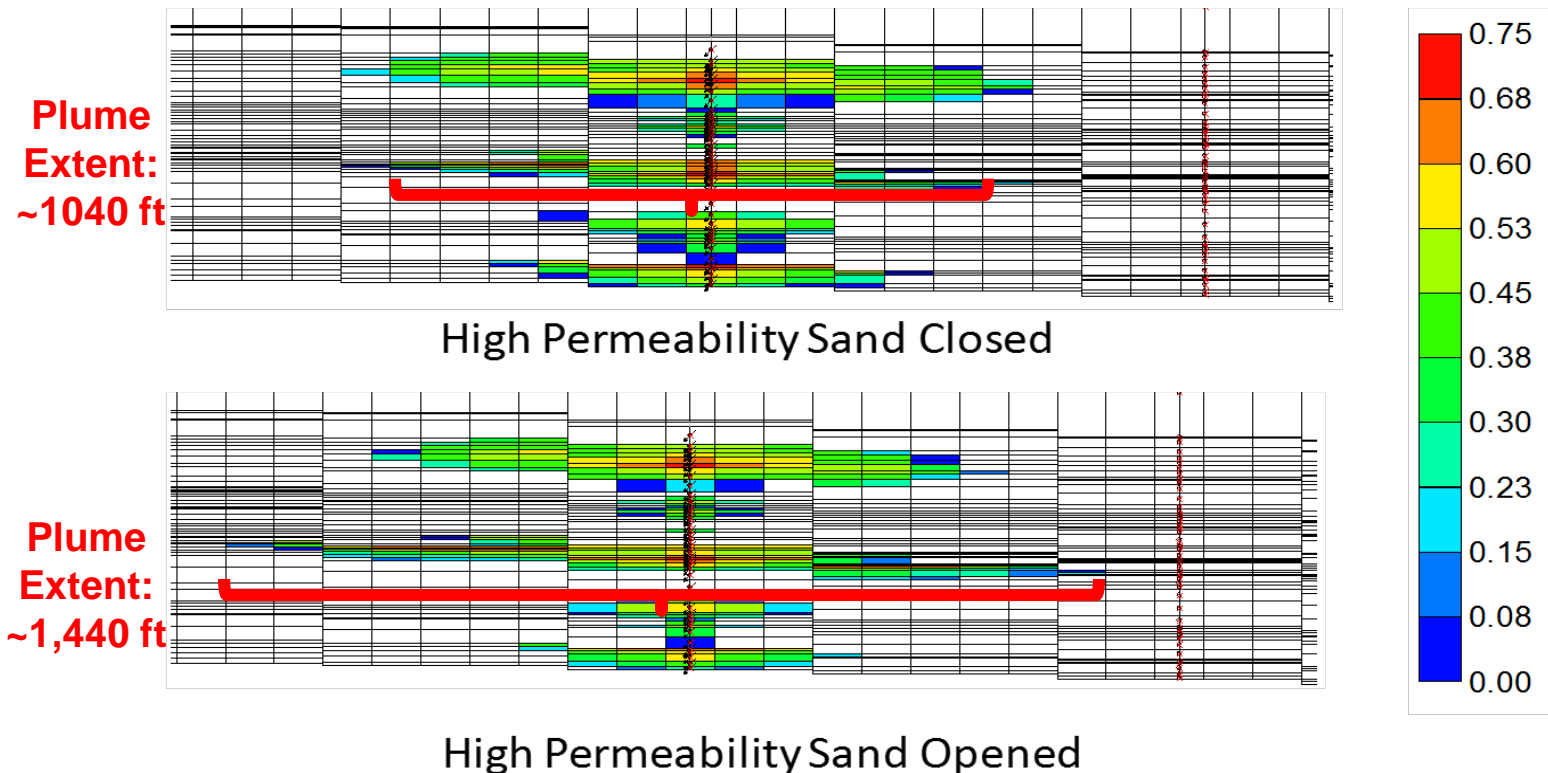 Plume
Extent:
~1040 ft
High Permeability Sand Closed
Plume
Extent:
~1,440 ft
High Permeability Sand Opened
0.75
0.68
0.60
0.53
0.45
0.38
0.30
0.23
0.15
0.08
0.00